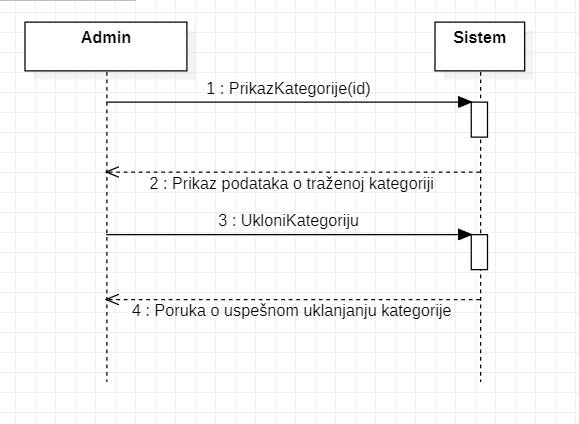 Admin
Sistem
1 : PrikazKategorije(id)
2 : Prikaz podataka o traženoj kategoriji
3 : UkloniKategoriju
4 : Poruka o uspešnom uklanjanju kategorije